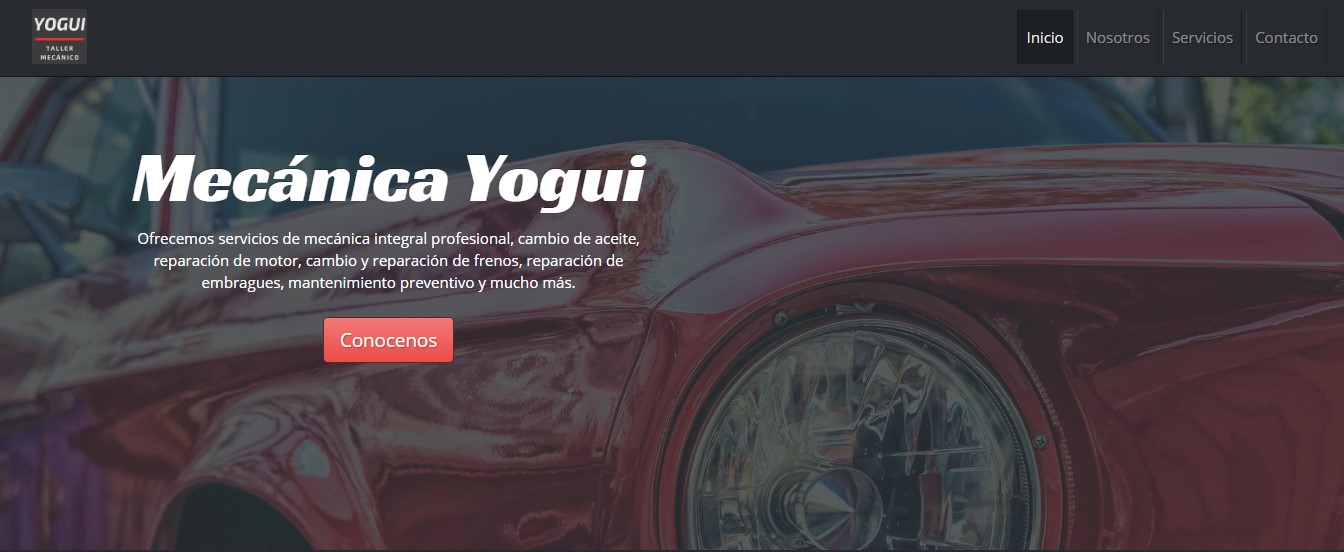 YOGUI
TALLER
MECÁNICO
Inicio
Nosotros
Servicios
Contacto
Mecánica Yogui
Ofrecemos servicios de mecánica integral profesional, cambio de aceite,
reparación de motor, cambio y reparación de frenos, reparación de
embragues, mantenimiento preventivo y mucho más.
Conocenos